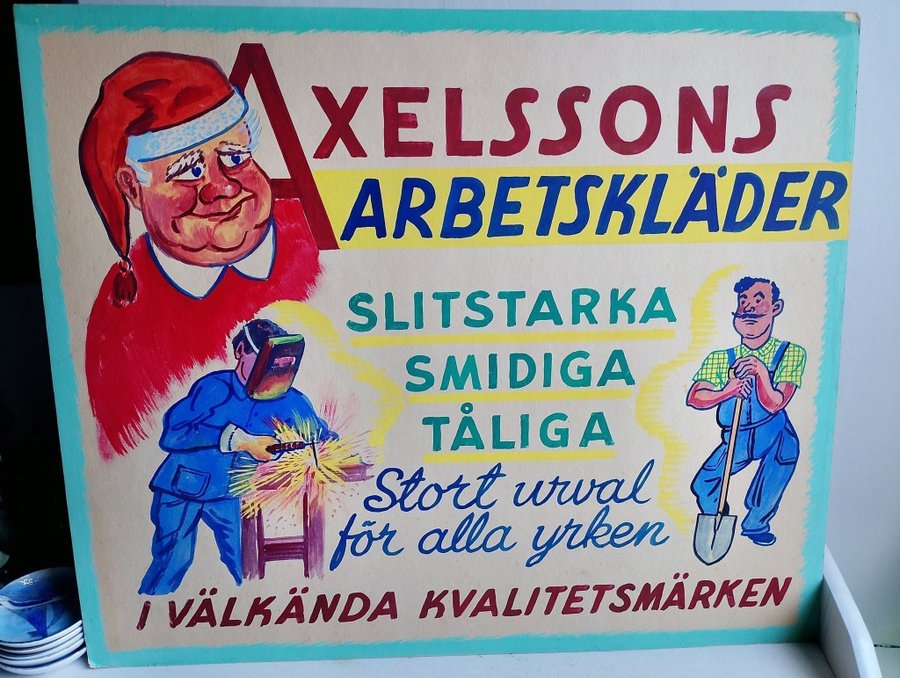 AXELSSONS
ARBETSKLÄDER
SLITSTARKA
SMIDIGA
TÅLIGA
Stort urval
för alla yrken
I VÄLKÄNDA KVALITETSMÄRKEN